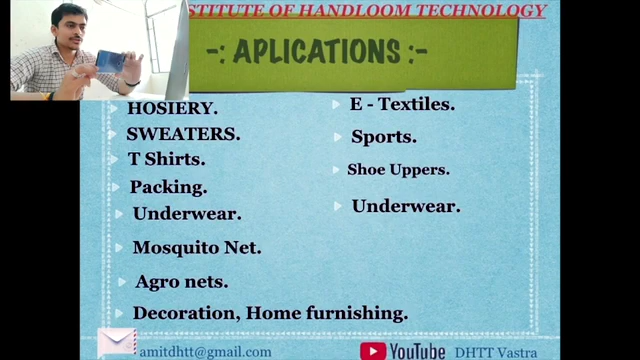 STITUTE OF HANDLOOM TECHNOLOGY
-: APLICATIONS :-
HOSIERY.
SWEATERS.
T Shirts.
Packing.
Underwear.
Mosquito Net.
Agro nets.
Decoration, Home furnishing.
E - Textiles.
Sports.
Shoe Uppers.
Underwear.
amitdhtt@gmail.com
YouTube DHTT Vastra